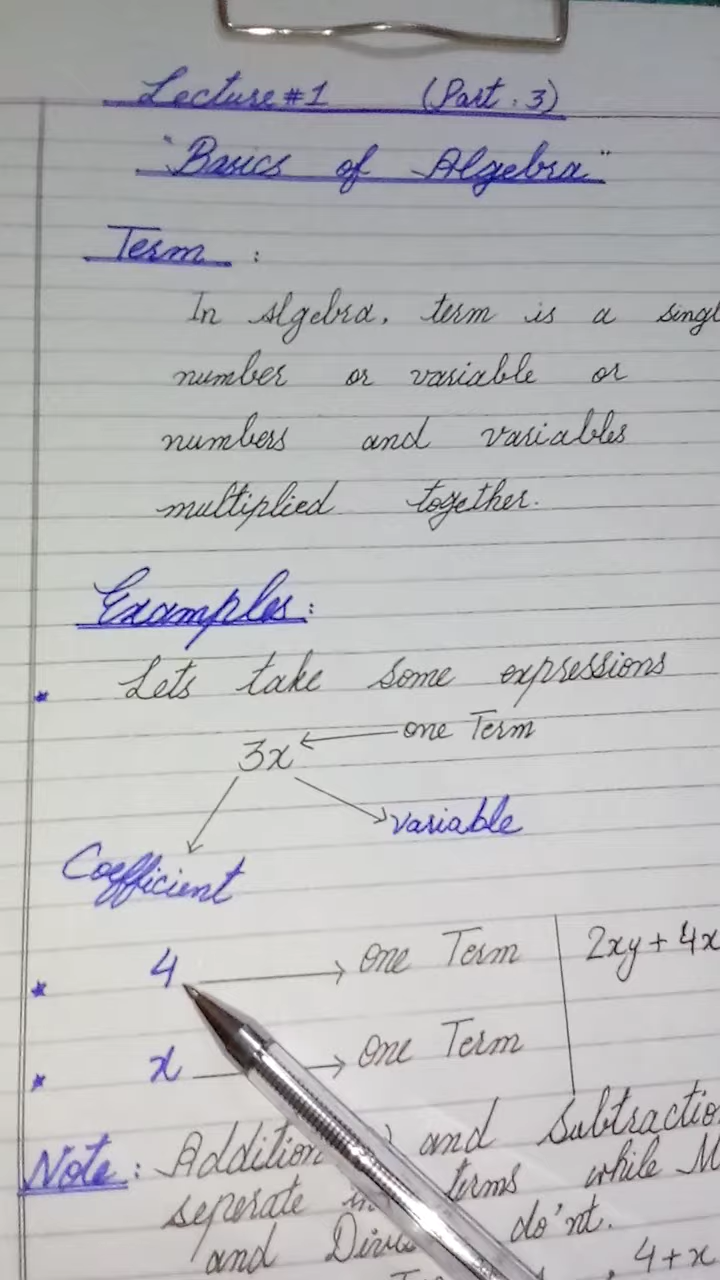 Lecture #1 (Part . 3)
"Basics of Algebra"
Term :
In Algebra, term is a singl
number or variable or
numbers and variables
multiplied together.
Examples :
* Lets take some expressions
3x ← one Term
variable
Coefficient
* 4 → One Term
2xy + 4x
* x → One Term
Note : Addition and Subtractio
seperate terms while M
and do'nt.
4+x